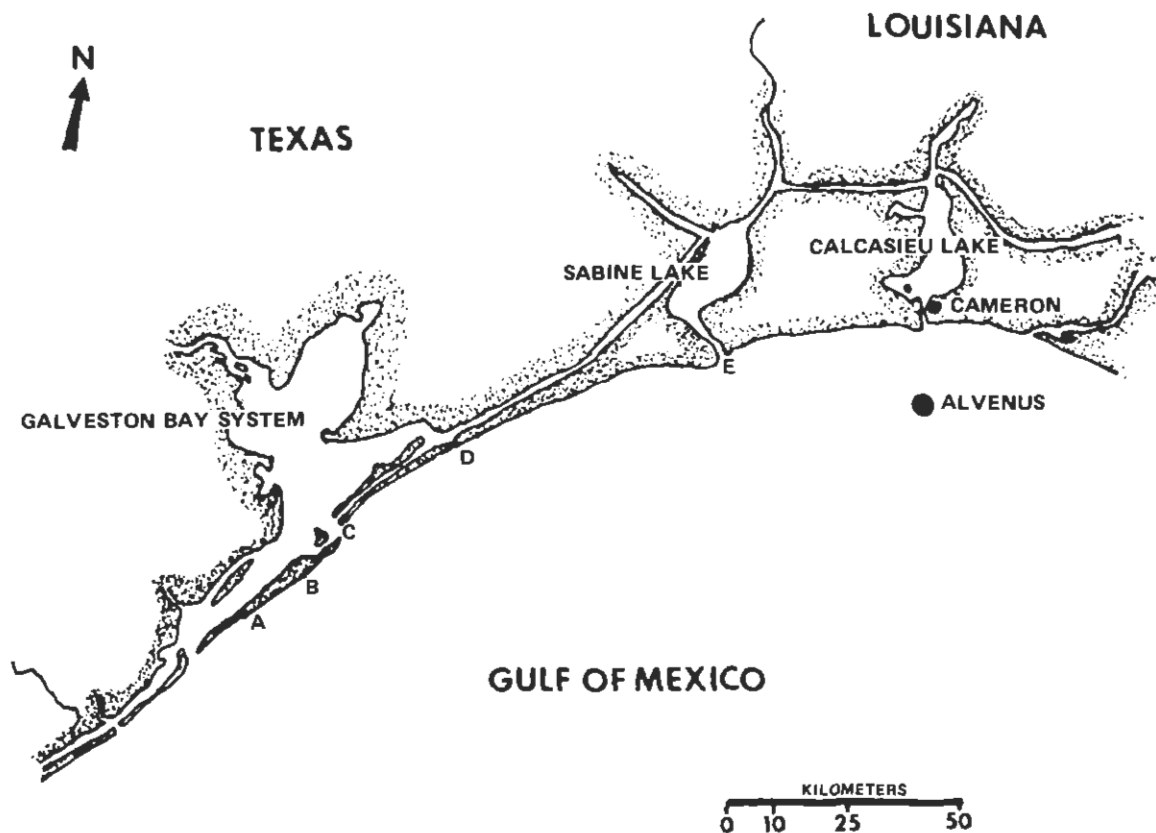 LOUISIANA
N
TEXAS
CALCASIEU LAKE
SABINE LAKE
CAMERON
E
ALVENUS
GALVESTON BAY SYSTEM
D
C
B
A
GULF OF MEXICO
KILOMETERS
0 10 25 50